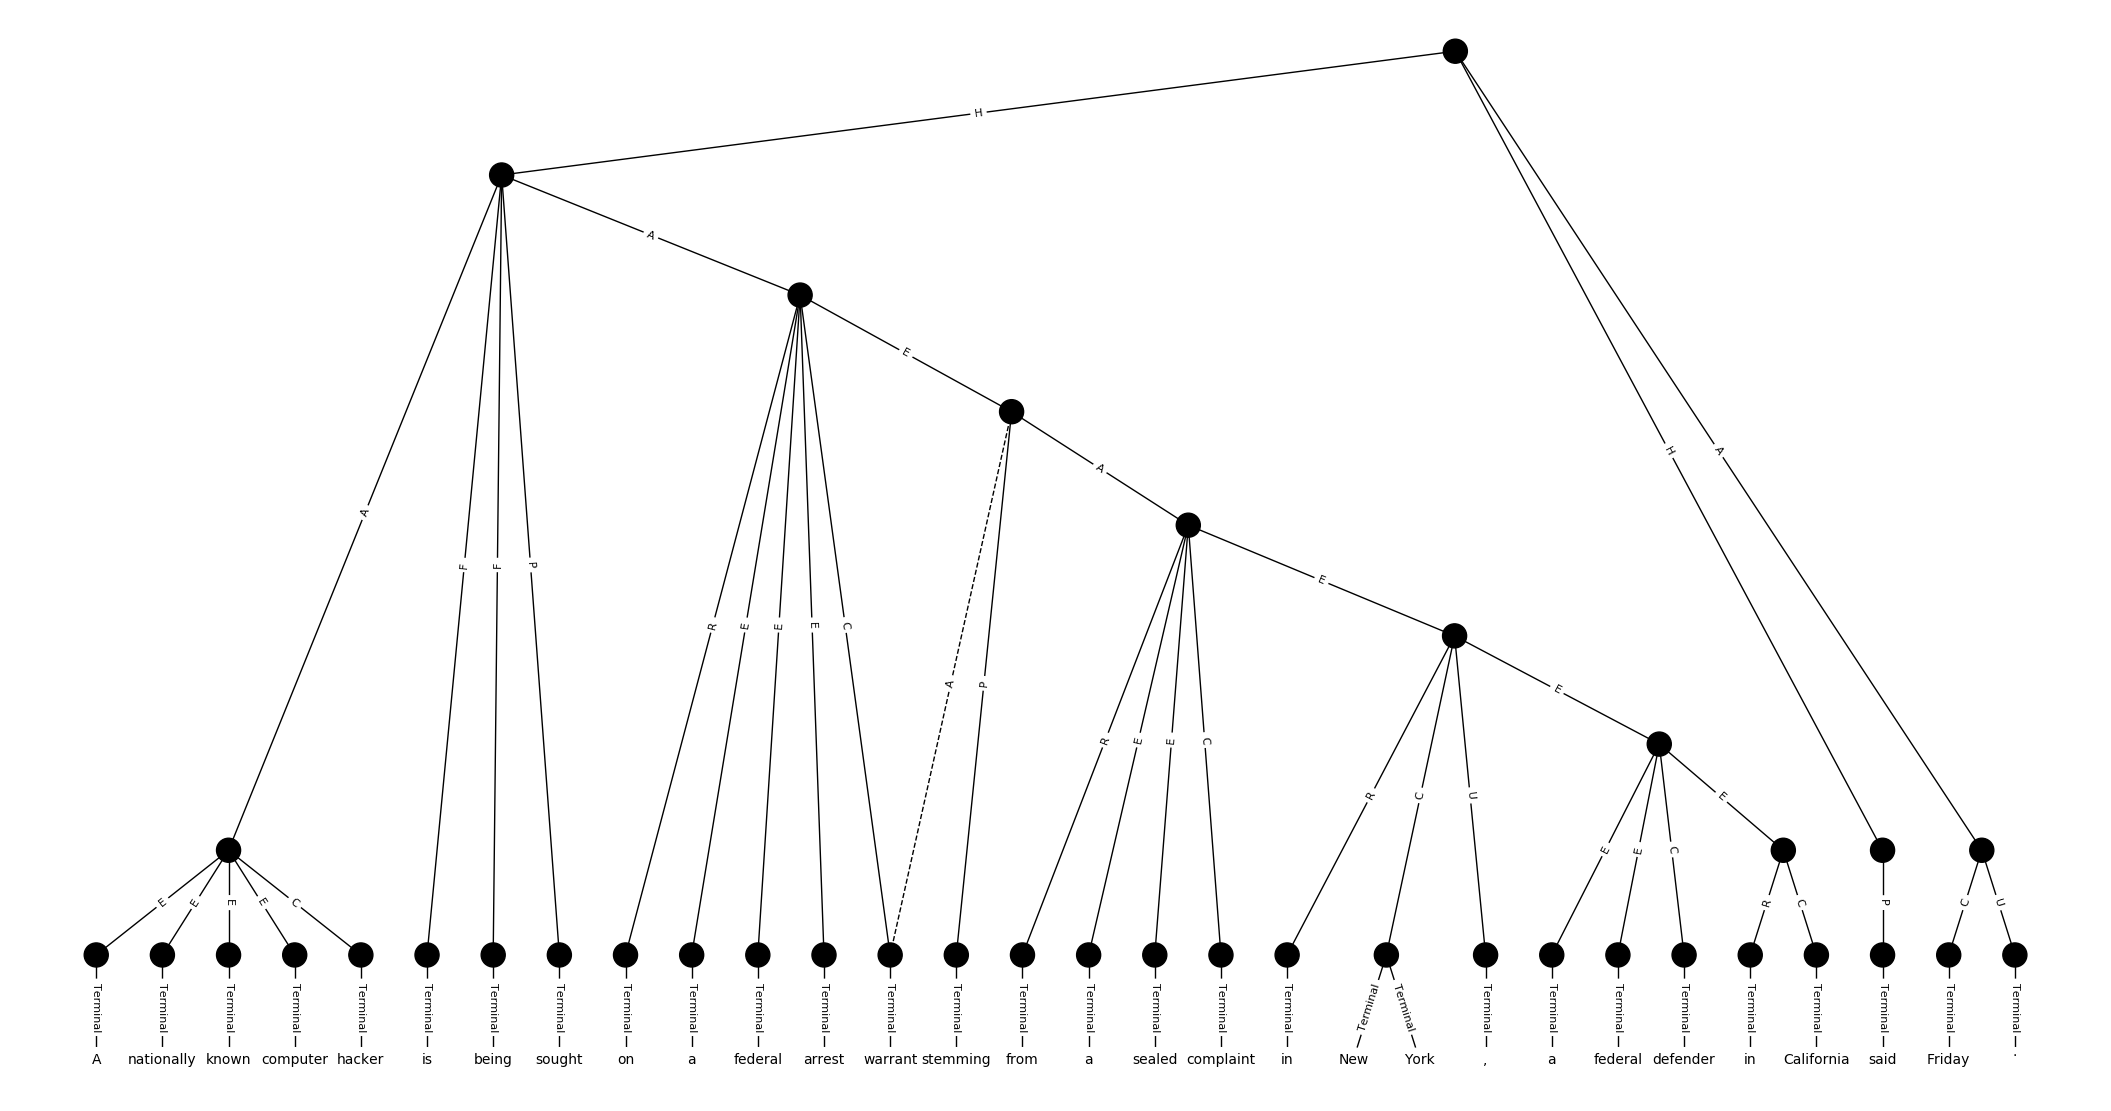 H
A
E
A
A
H
A
F
F
P
E
R
E
E
E
C
E
A
P
R
E
E
C
R
C
U
E
E
E
C
E
E
E
E
C
R
C
P
C
U
Terminal Terminal Terminal Terminal Terminal Terminal Terminal Terminal Terminal Terminal Terminal Terminal Terminal Terminal Terminal Terminal Terminal Terminal Terminal Terminal Terminal Terminal Terminal Terminal Terminal Terminal Terminal Terminal Terminal Terminal
A nationally known computer hacker is being sought on a federal arrest warrant stemming from a sealed complaint in New York , a federal defender in California said Friday .